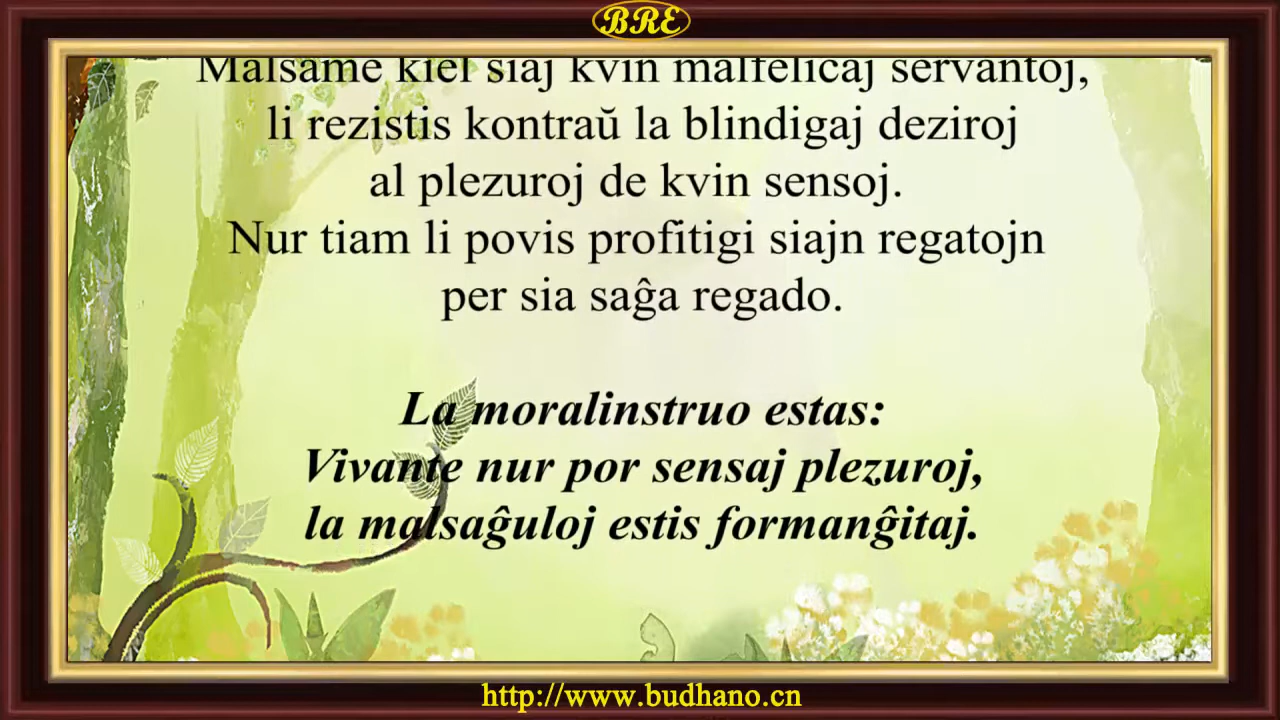 BRE
Malsame kiel siaj kvin malfeliĉaj servantoj,
li rezistis kontraŭ la blindigaj deziroj
al plezuroj de kvin sensoj.
Nur tiam li povis profitigi siajn regatojn
per sia saĝa regado.
La moralinstruo estas:
Vivante nur por sensaj plezuroj,
la malsaĝuloj estis formanĝitaj.
http://www.budhano.cn